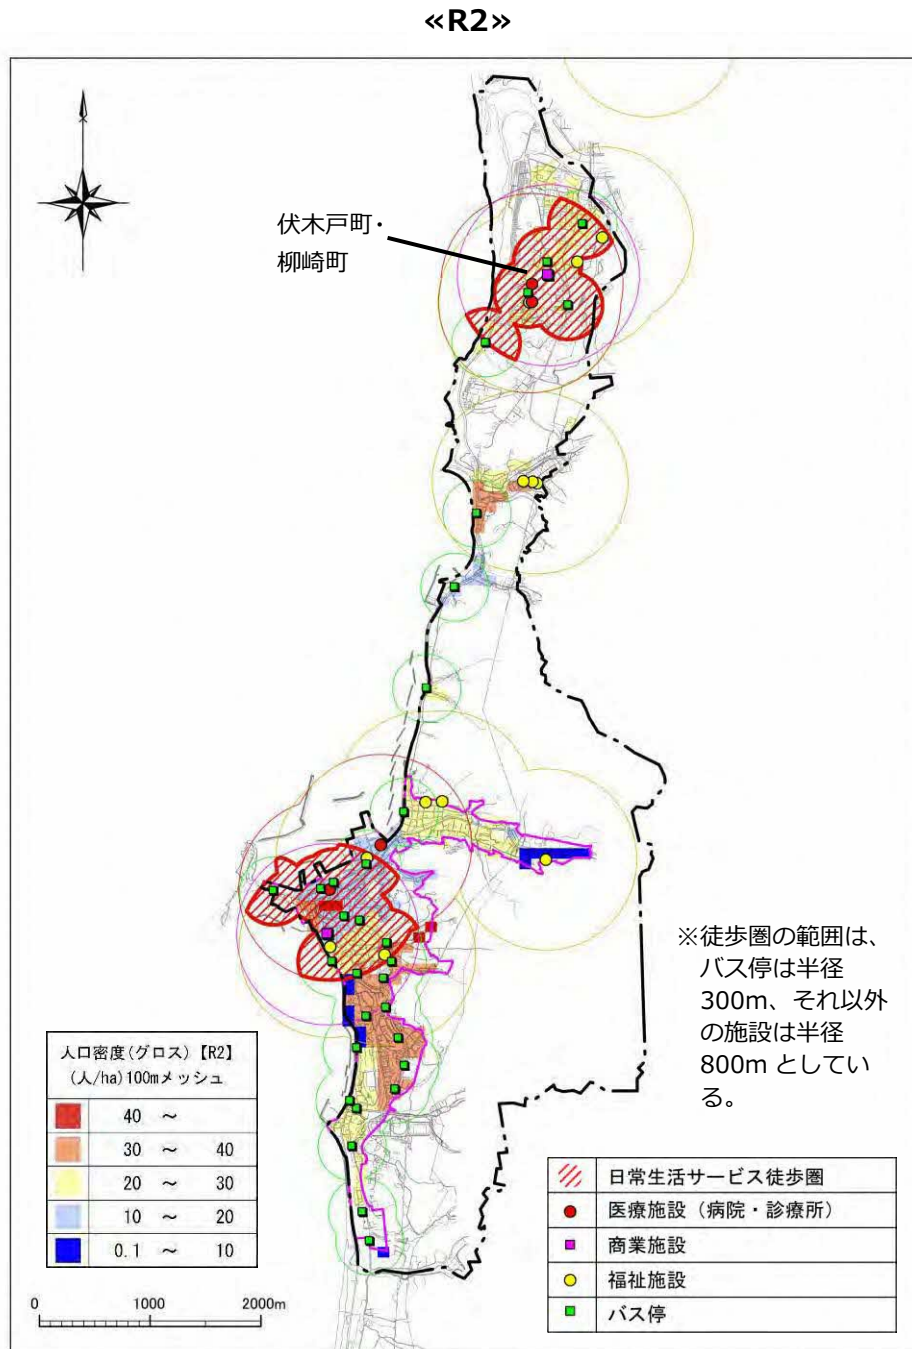 ≪R2≫
伏木戸町・
柳崎町
※徒歩圏の範囲は、
バス停は半径
300m、それ以外
の施設は半径
800m としてい
る。
人口密度(グロス)【R2】
(人/ha)100mメッシュ
40 ～
30 ～ 40
20 ～ 30
10 ～ 20
0.1 ～ 10
0 1000 2000m
日常生活サービス徒歩圏
医療施設（病院・診療所）
商業施設
福祉施設
バス停